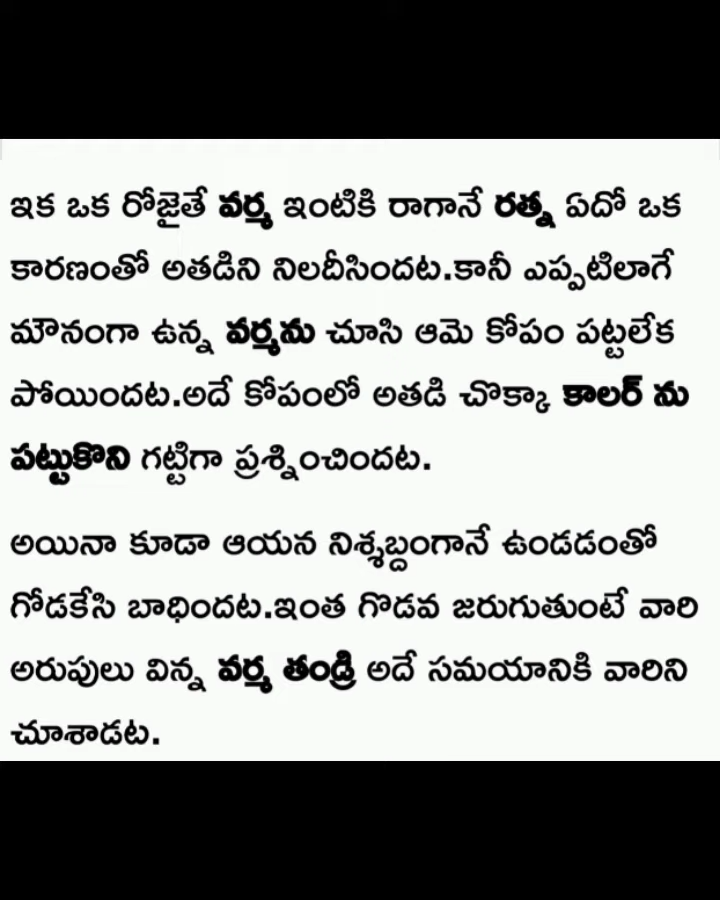 ఇక ఒక రోజైతే వర్మ ఇంటికి రాగానే రత్న ఏదో ఒక
కారణంతో అతడిని నిలదీసిందట.కానీ ఎప్పటిలాగే
మౌనంగా ఉన్న వర్మను చూసి ఆమె కోపం పట్టలేక
పోయిందట.అదే కోపంలో అతడి చొక్కా కాలర్ ను
పట్టుకొని గట్టిగా ప్రశ్నించిందట.
అయినా కూడా ఆయన నిశ్శబ్దంగానే ఉండడంతో
గోడకేసి బాధిందట.ఇంత గొడవ జరుగుతుంటే వారి
అరుపులు విన్న వర్మ తండ్రి అదే సమయానికి వారిని
చూశాడట.